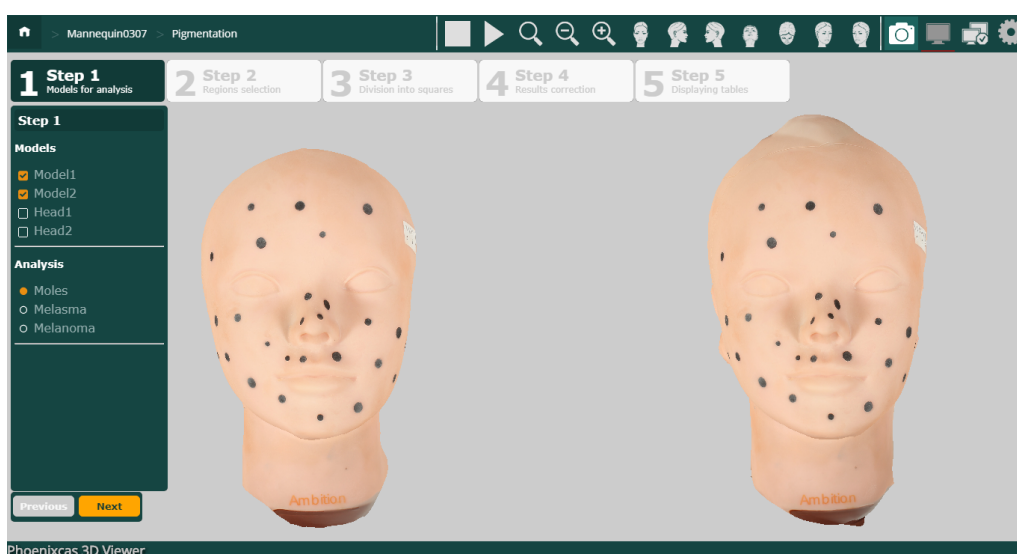 > Mannequin0307 > Pigmentation
1 Step 1
Models for analysis
2 Step 2
Regions selection
3 Step 3
Division into squares
4 Step 4
Results correction
5 Step 5
Displaying tables
Step 1
Models
Model1
Model2
Head1
Head2
Analysis
Moles
Melasma
Melanoma
Previous
Next
Ambition
Ambition
Phoenixcas 3D Viewer